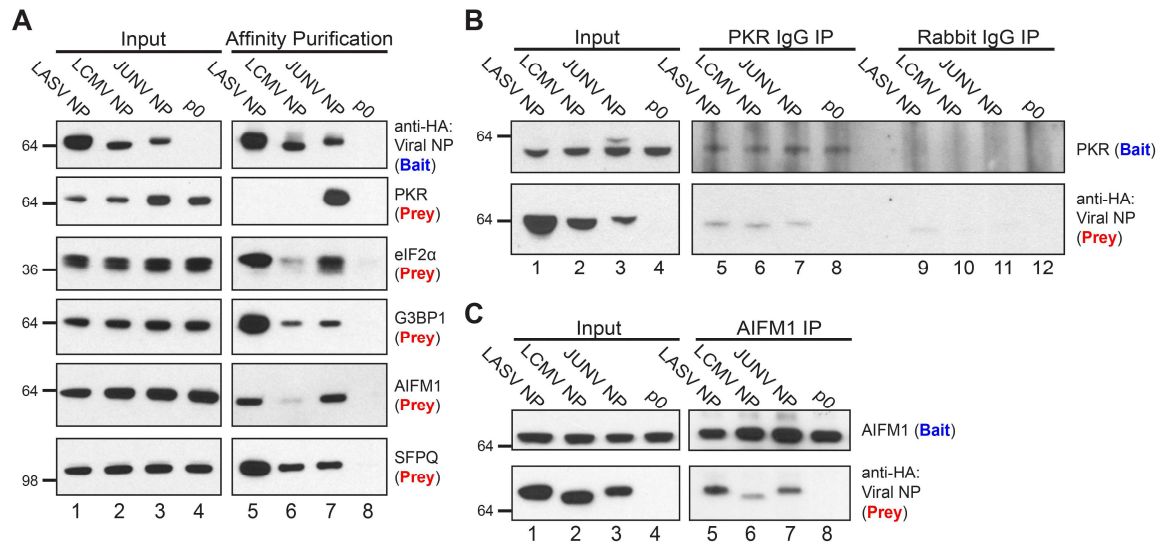 A
Input
Affinity Purification
LASV NP
LCMV NP
JUNV NP
p0
LASV NP
LCMV NP
JUNV NP
p0
64
anti-HA:
Viral NP
(Bait)
64
PKR
(Prey)
36
eIF2α
(Prey)
64
G3BP1
(Prey)
64
AIFM1
(Prey)
98
SFPQ
(Prey)
1 2 3 4 5 6 7 8
B
Input
PKR IgG IP
Rabbit IgG IP
LASV NP
LCMV NP
JUNV NP
p0
LASV NP
LCMV NP
JUNV NP
p0
LASV NP
LCMV NP
JUNV NP
p0
64
PKR (Bait)
64
anti-HA:
Viral NP
(Prey)
1 2 3 4 5 6 7 8 9 10 11 12
C
Input
AIFM1 IP
LASV NP
LCMV NP
JUNV NP
p0
LASV NP
LCMV NP
JUNV NP
p0
64
AIFM1 (Bait)
64
anti-HA:
Viral NP
(Prey)
1 2 3 4 5 6 7 8